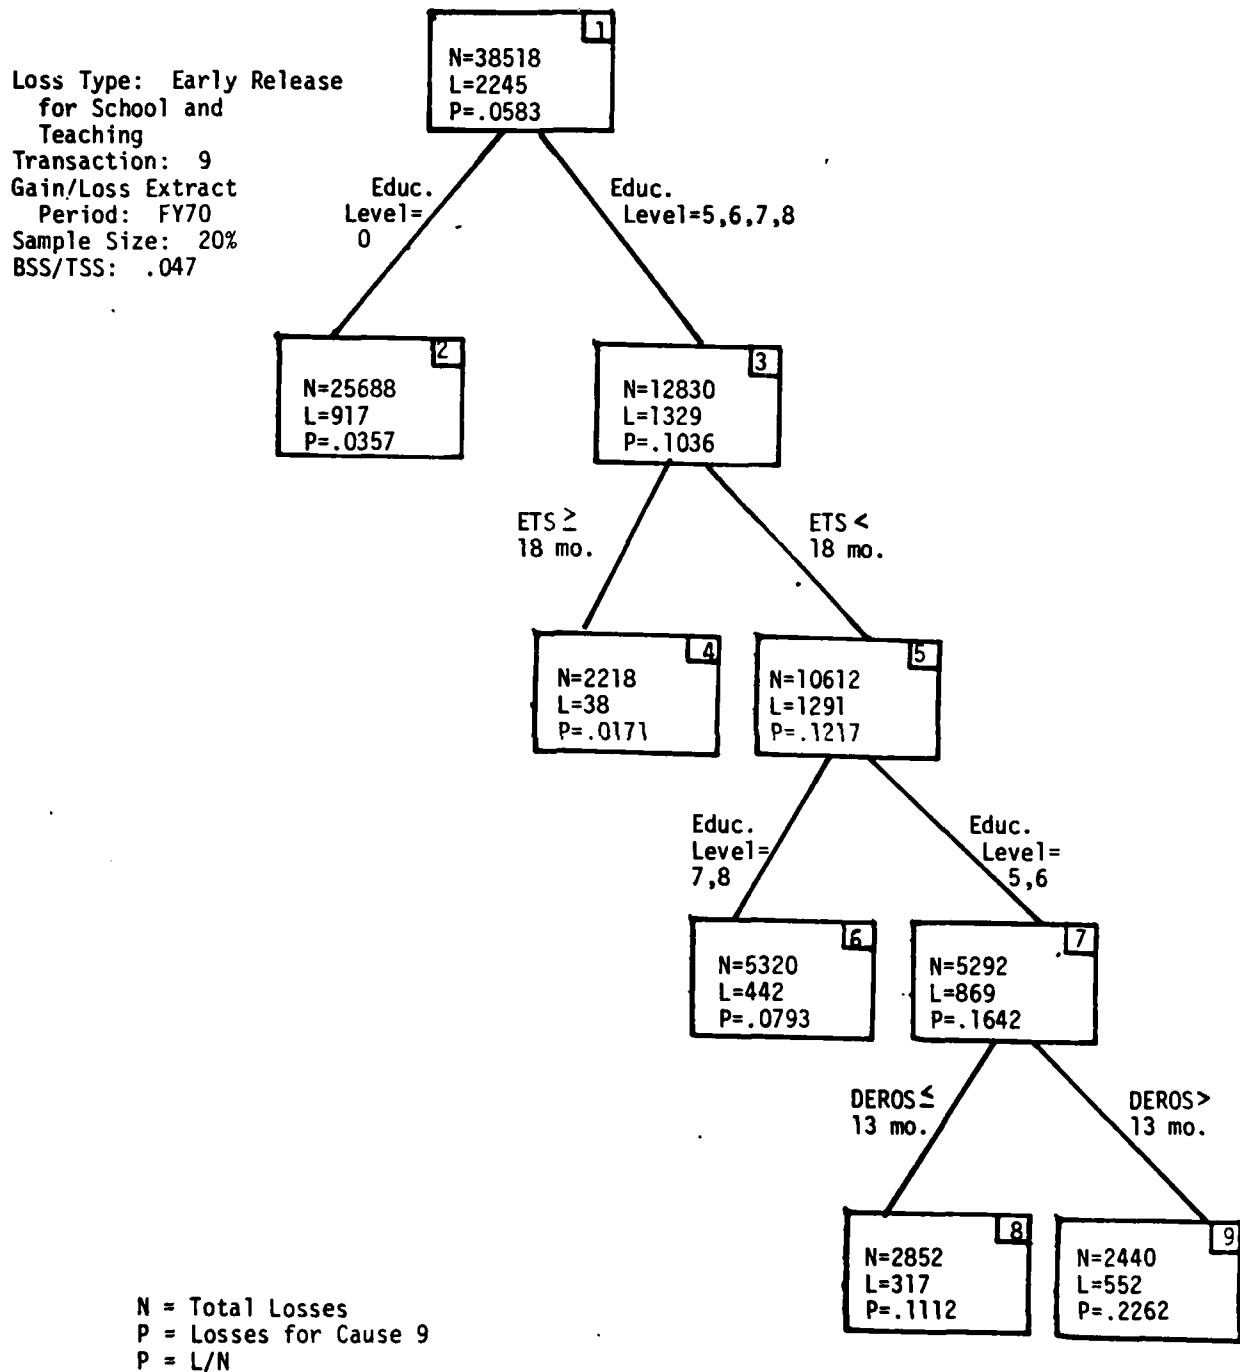 Loss Type: Early Release
for School and
Teaching
Transaction: 9
Gain/Loss Extract
Period: FY70
Sample Size: 20%
BSS/TSS: .047
1
N=38518
L=2245
P=.0583
Educ.
Level=
0
Educ.
Level=5,6,7,8
2
N=25688
L=917
P=.0357
3
N=12830
L=1329
P=.1036
ETS ≥
18 mo.
ETS <
18 mo.
4
N=2218
L=38
P=.0171
5
N=10612
L=1291
P=.1217
Educ.
Level=
7,8
Educ.
Level=
5,6
6
N=5320
L=442
P=.0793
7
N=5292
L=869
P=.1642
DEROS ≤
13 mo.
DEROS>
13 mo.
8
N=2852
L=317
P=.1112
9
N=2440
L=552
P=.2262
N = Total Losses
P = Losses for Cause 9
P = L/N